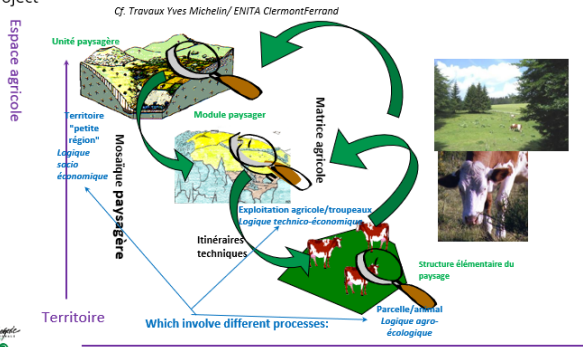 oject
Cf. Travaux Yves Michelin/ ENITA ClermontFerrand
Espace agricole
Unité paysagère
Territoire
"petite
région"
Logique
socio
économique
Mosaïque paysagère
Module paysager
Matrice agricole
Exploitation agricole/troupeaux
Logique technico-économique
Itinéraires
techniques
Structure élémentaire du
paysage
Parcelle/animal
Logique agro-
écologique
Territoire
Which involve different processes: